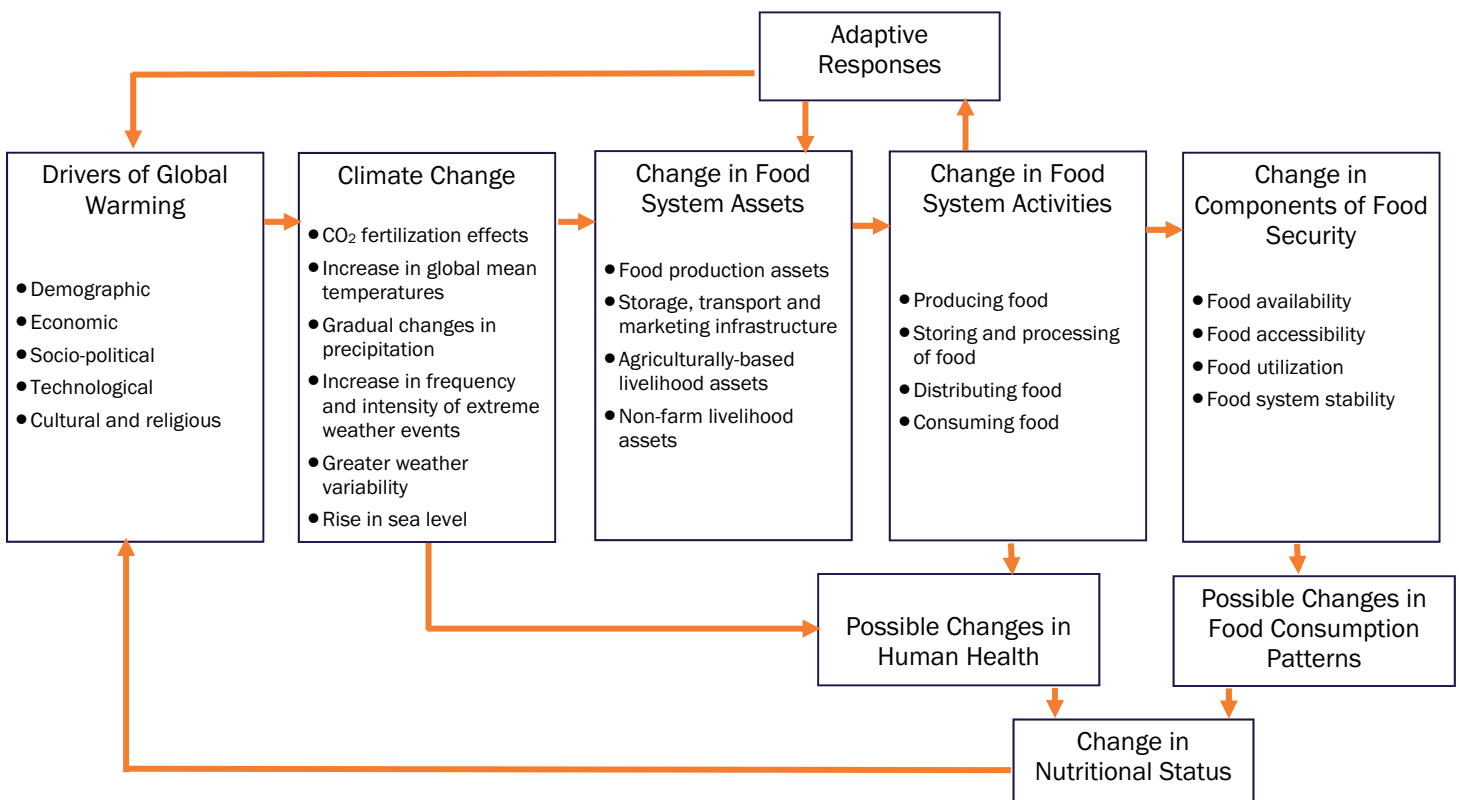 Adaptive
Responses
Drivers of Global
Warming
● Demographic
● Economic
● Socio-political
● Technological
● Cultural and religious
Climate Change
● CO₂ fertilization effects
● Increase in global mean
temperatures
● Gradual changes in
precipitation
● Increase in frequency
and intensity of extreme
weather events
● Greater weather
variability
● Rise in sea level
Change in Food
System Assets
● Food production assets
● Storage, transport and
marketing infrastructure
● Agriculturally-based
livelihood assets
● Non-farm livelihood
assets
Change in Food
System Activities
● Producing food
● Storing and processing
of food
● Distributing food
● Consuming food
Change in
Components of Food
Security
● Food availability
● Food accessibility
● Food utilization
● Food system stability
Possible Changes in
Human Health
Possible Changes in
Food Consumption
Patterns
Change in
Nutritional Status